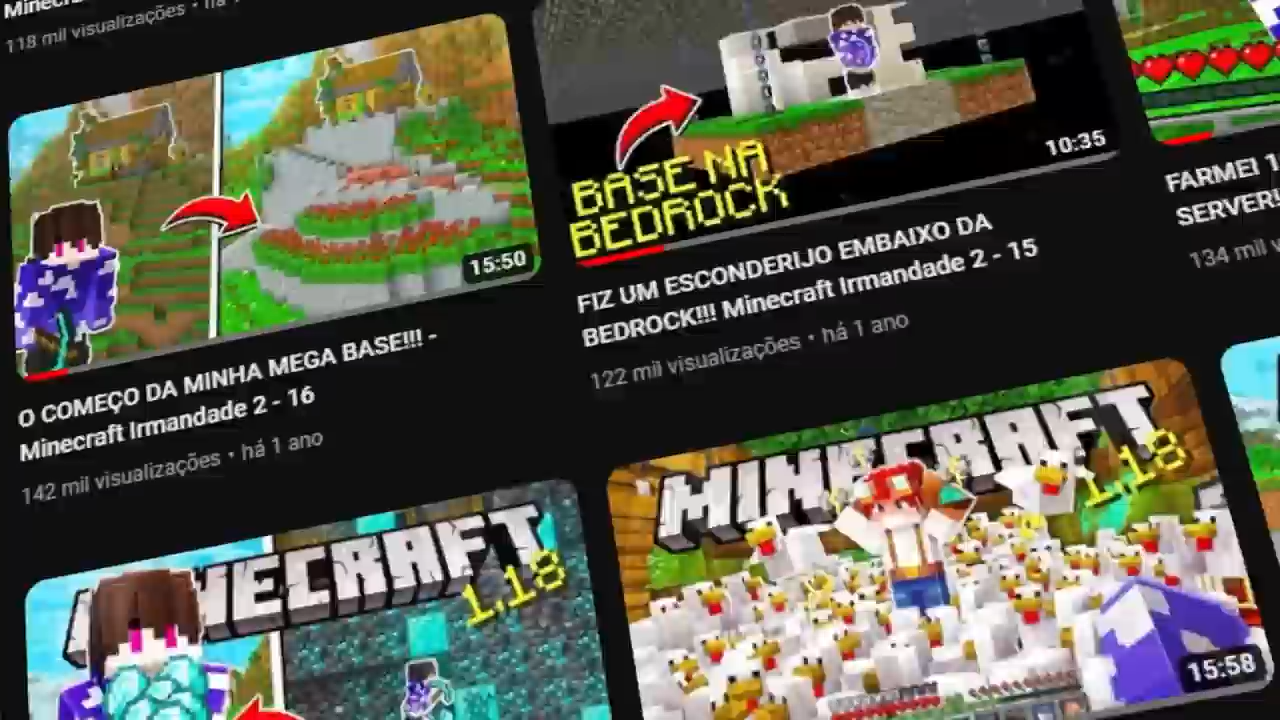 118 mil visualizações • há 1
15:50
O COMEÇO DA MINHA MEGA BASE!!! -
Minecraft Irmandade 2 - 16
142 mil visualizações • há 1 ano
BASE NA
BEDROCK
10:35
FIZ UM ESCONDERIJO EMBAIXO DA
BEDROCK!!! Minecraft Irmandade 2 - 15
122 mil visualizações • há 1 ano
FARMEI 1
SERVER!
134 mil
MINECRAFT
1.18
MINECRAFT
1.18
15:58